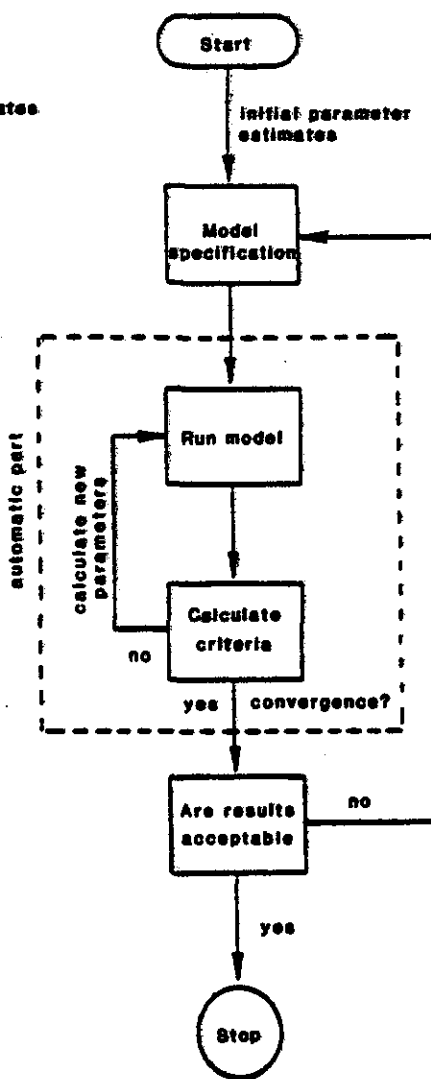 Start
initial parameter
estimates
Model
specification
Run model
automatic part
calculate new
parameters
Calculate
criteria
no
yes
convergence?
Are results
acceptable
no
yes
Stop